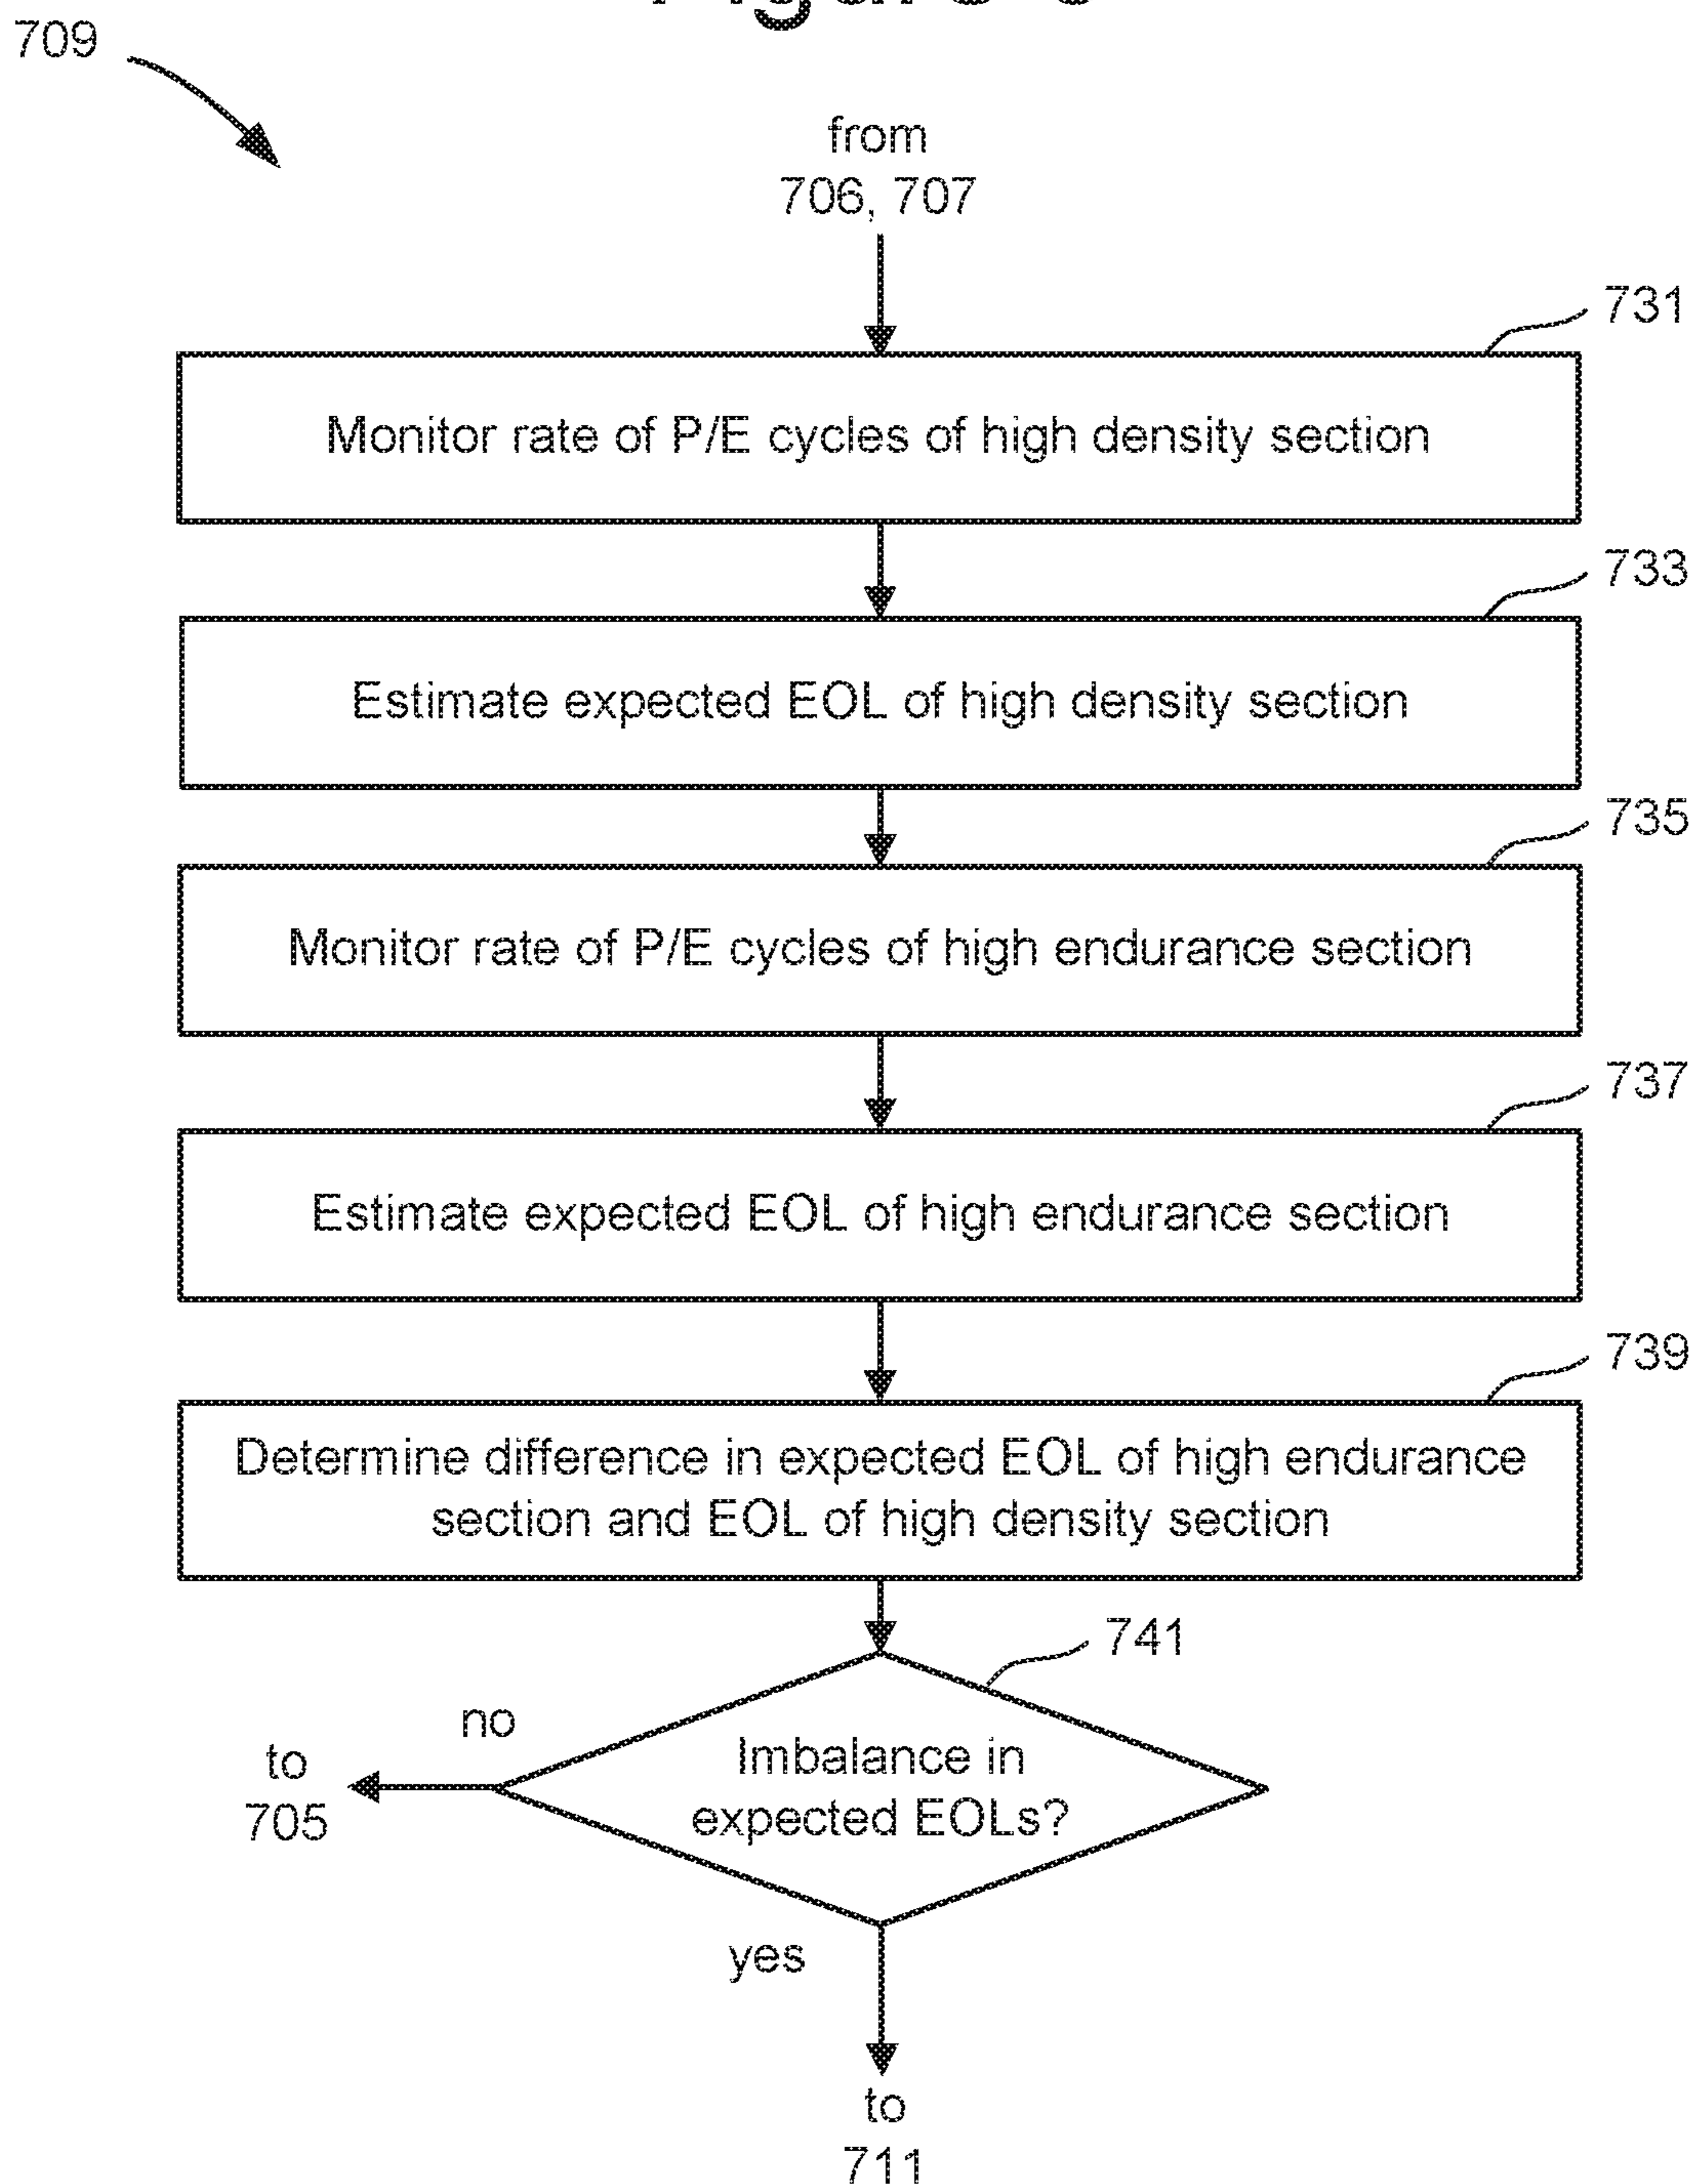 709
from
706, 707
731
Monitor rate of P/E cycles of high density section
733
Estimate expected EOL of high density section
735
Monitor rate of P/E cycles of high endurance section
737
Estimate expected EOL of high endurance section
739
Determine difference in expected EOL of high endurance
section and EOL of high density section
741
no
to
705
Imbalance in
expected EOLs?
yes
to
711